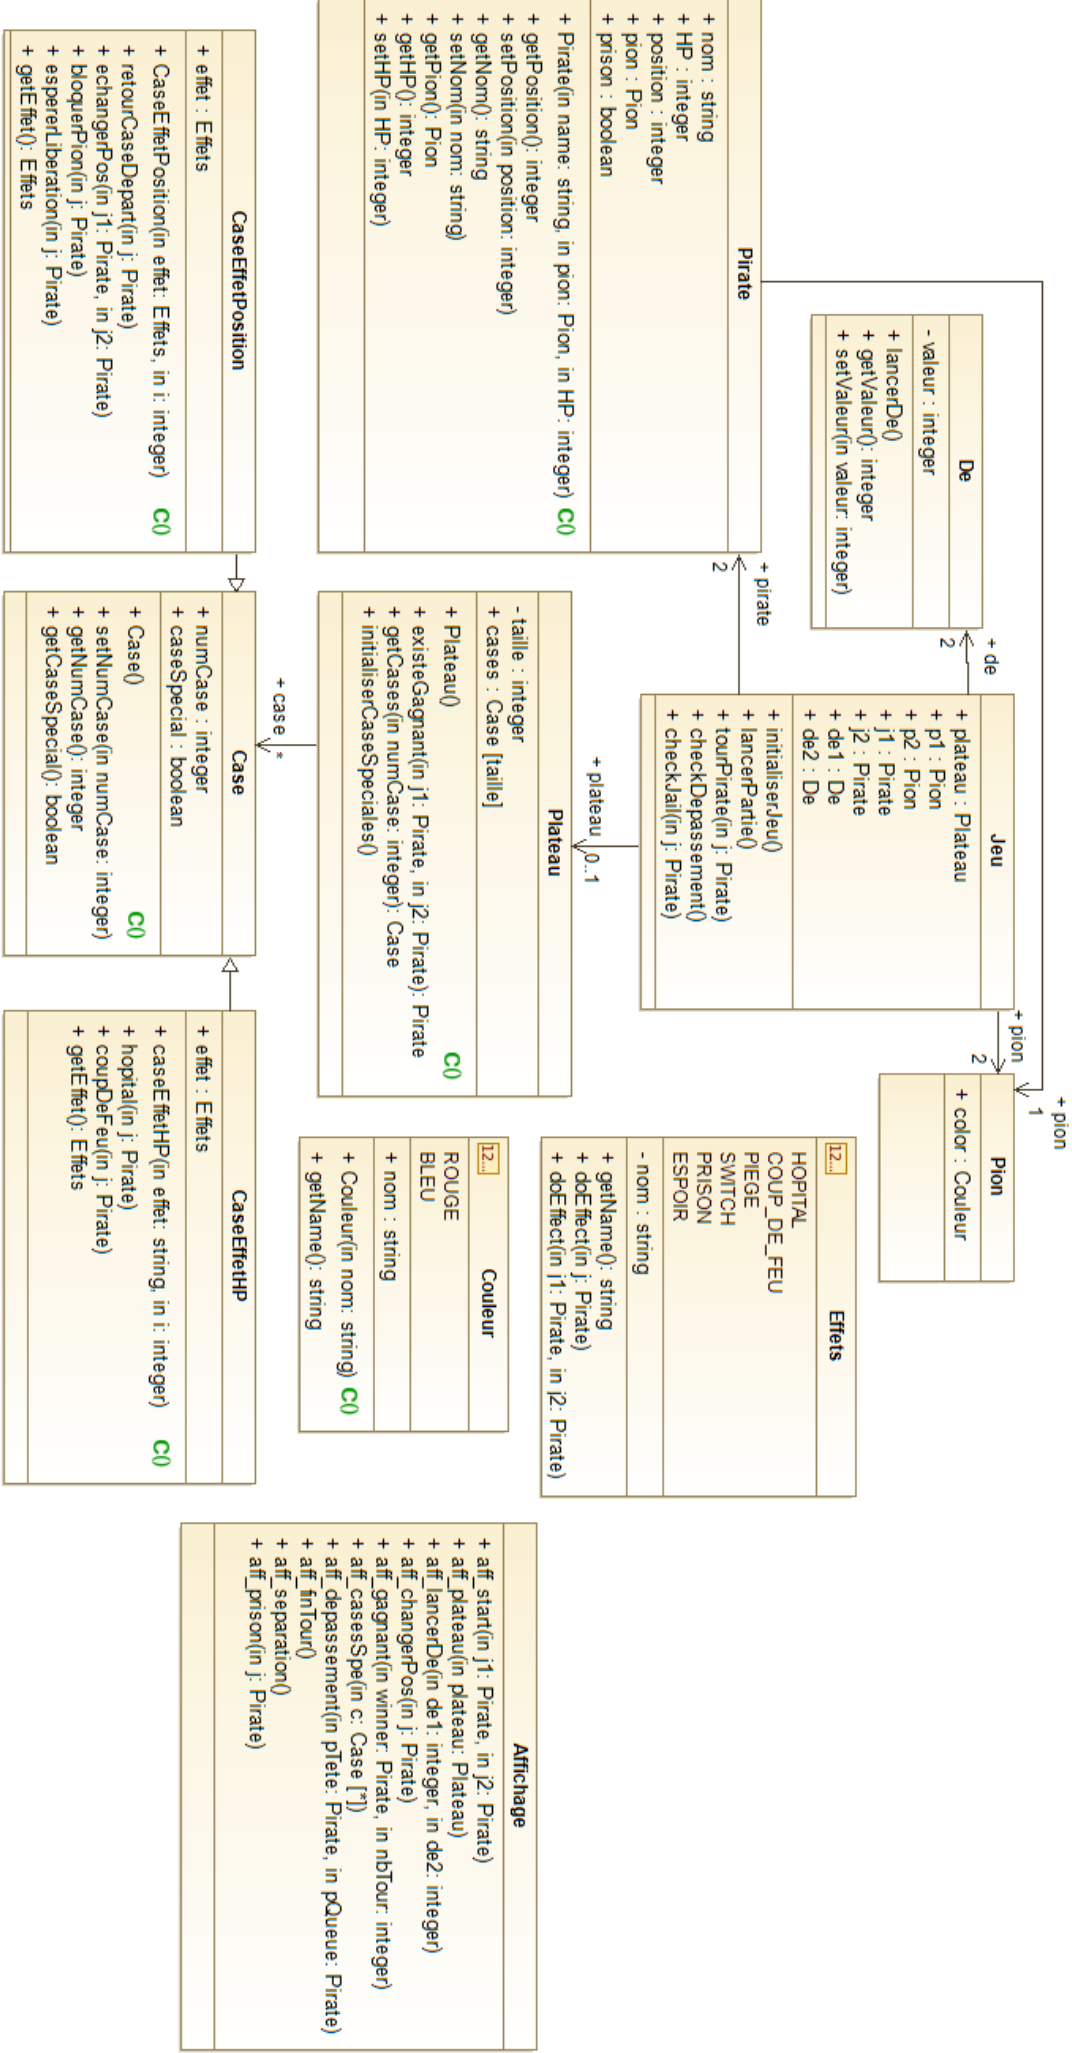 Pirate
+ nom : string
+ HP : integer
+ position : integer
+ pion : Pion
+ prison : boolean
+ Pirate(in name: string, in pion: Pion, in HP: integer) C()
+ getPosition(): integer
+ setPosition(in position: integer)
+ getNom(): string
+ setNom(in nom: string)
+ getPion(): Pion
+ getHP(): integer
+ setHP(in HP: integer)
De
- valeur : integer
+ lancerDe()
+ getValeur(): integer
+ setValeur(in valeur: integer)
+ de
2
+ pirate
2
Jeu
+ plateau : Plateau
+ p1 : Pion
+ p2 : Pion
+ j1 : Pirate
+ j2 : Pirate
+ de1 : De
+ de2 : De
+ initialiserJeu()
+ lancerPartie()
+ tourPirate(in j: Pirate)
+ checkDepassement()
+ checkJail(in j: Pirate)
+ pion
2
+ pion
1
Pion
+ color : Couleur
+ plateau
0..1
Plateau
- taille : integer
+ cases : Case [taille]
+ Plateau() C()
+ existeGagnant(in j1: Pirate, in j2: Pirate): Pirate
+ getCases(in numCase: integer): Case
+ initialiserCaseSpeciales()
12...
Effets
HOPITAL
COUP_DE_FEU
PIEGE
SWITCH
PRISON
ESPOIR
- nom : string
+ getName(): string
+ doEffect(in j: Pirate)
+ doEffect(in j1: Pirate, in j2: Pirate)
12...
Couleur
ROUGE
BLEU
+ nom : string
+ Couleur(in nom: string) C()
+ getName(): string
CaseEffetPosition
+ effet : Effets
+ CaseEffetPosition(in effet: Effets, in i: integer) C()
+ retourCaseDepart(in j: Pirate)
+ echangerPos(in j1: Pirate, in j2: Pirate)
+ bloquerPion(in j: Pirate)
+ espererLiberation(in j: Pirate)
+ getEffet(): Effets
+ case
*
Case
+ numCase : integer
+ caseSpecial : boolean
+ Case() C()
+ setNumCase(in numCase: integer)
+ getNumCase(): integer
+ getCaseSpecial(): boolean
CaseEffetHP
+ effet : Effets
+ caseEffetHP(in effet: string, in i: integer) C()
+ hopital(in j: Pirate)
+ coupDeFeu(in j: Pirate)
+ getEffet(): Effets
Affichage
+ aff_start(in j1: Pirate, in j2: Pirate)
+ aff_plateau(in plateau: Plateau)
+ aff_lancerDe(in de1: integer, in de2: integer)
+ aff_changerPos(in j: Pirate)
+ aff_gagnant(in winner: Pirate, in nbTour: integer)
+ aff_casesSpe(in c: Case [*])
+ aff_depassement(in pTete: Pirate, in pQueue: Pirate)
+ aff_finTour()
+ aff_separation()
+ aff_prison(in j: Pirate)